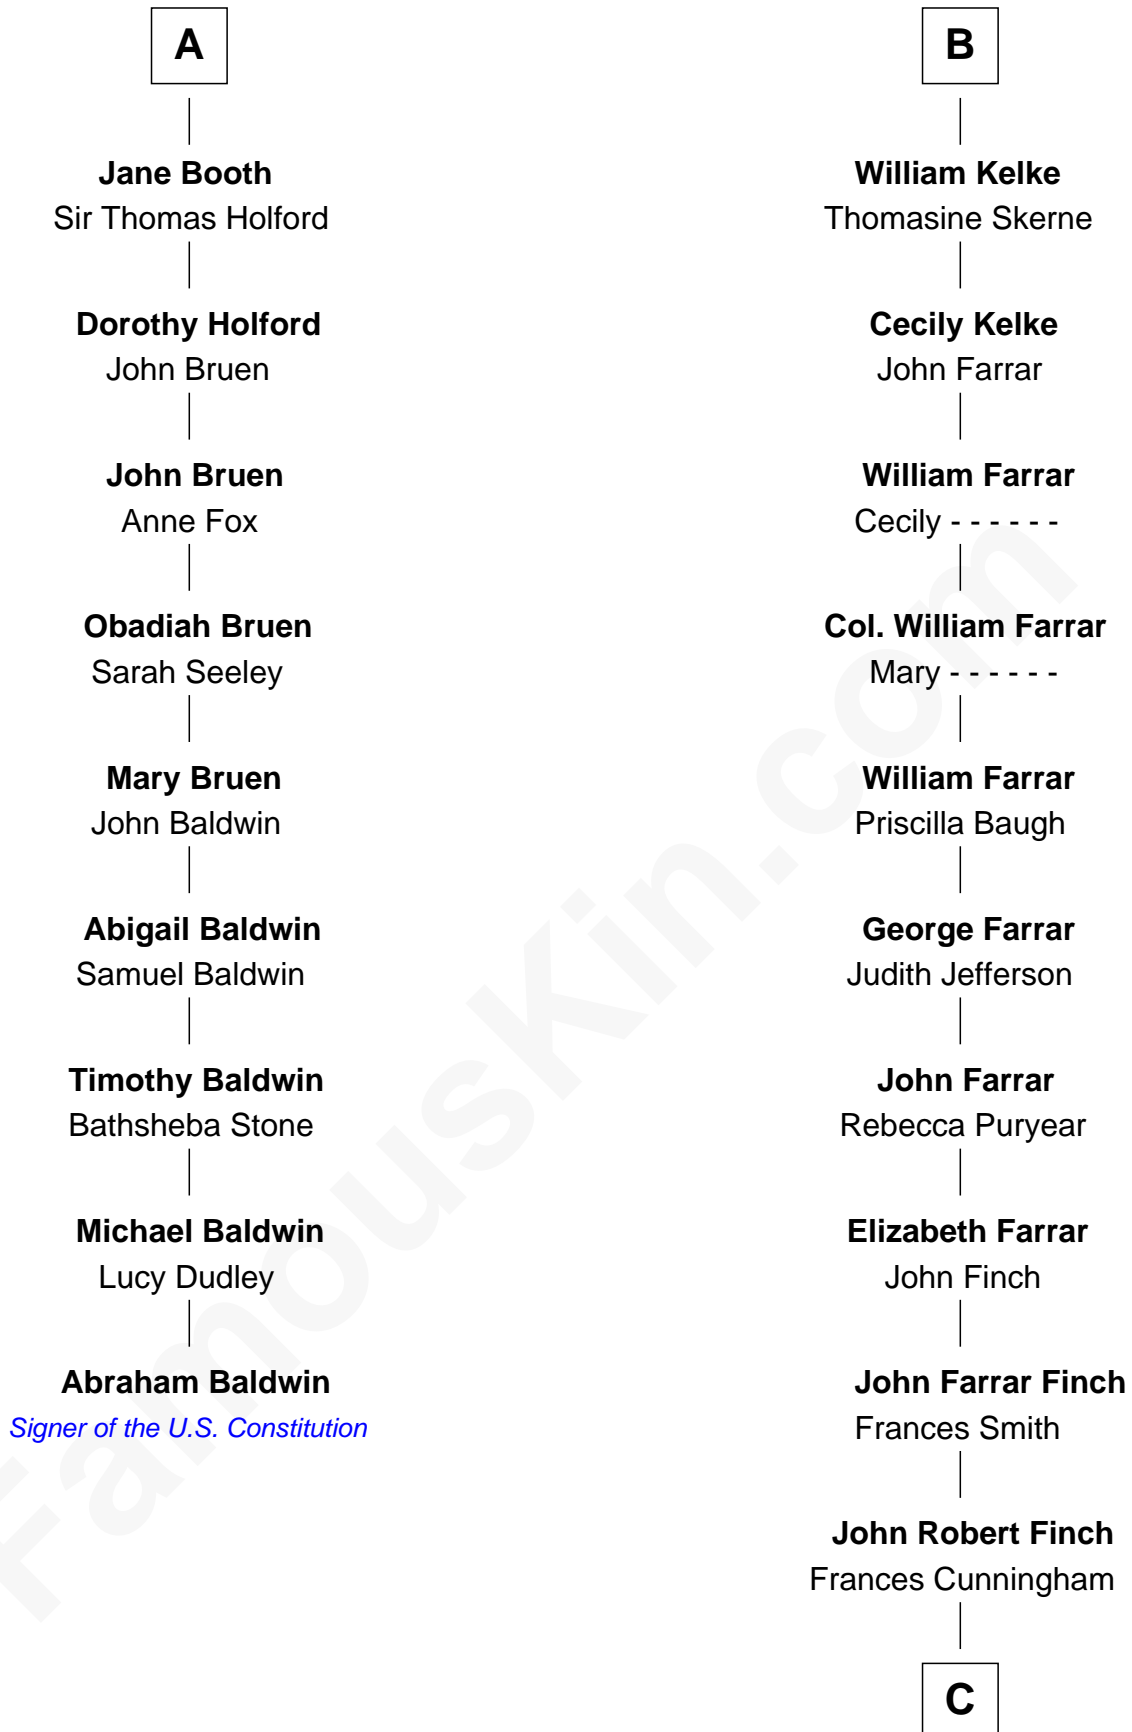 A
Jane Booth
Sir Thomas Holford
Dorothy Holford
John Bruen
John Bruen
Anne Fox
Obadiah Bruen
Sarah Seeley
Mary Bruen
John Baldwin
Abigail Baldwin
Samuel Baldwin
Timothy Baldwin
Bathsheba Stone
Michael Baldwin
Lucy Dudley
Abraham Baldwin
Signer of the U.S. Constitution
B
William Kelke
Thomasine Skerne
Cecily Kelke
John Farrar
William Farrar
Cecily - - - - - -
Col. William Farrar
Mary - - - - - -
William Farrar
Priscilla Baugh
George Farrar
Judith Jefferson
John Farrar
Rebecca Puryear
Elizabeth Farrar
John Finch
John Farrar Finch
Frances Smith
John Robert Finch
Frances Cunningham
C
FamousKin.com